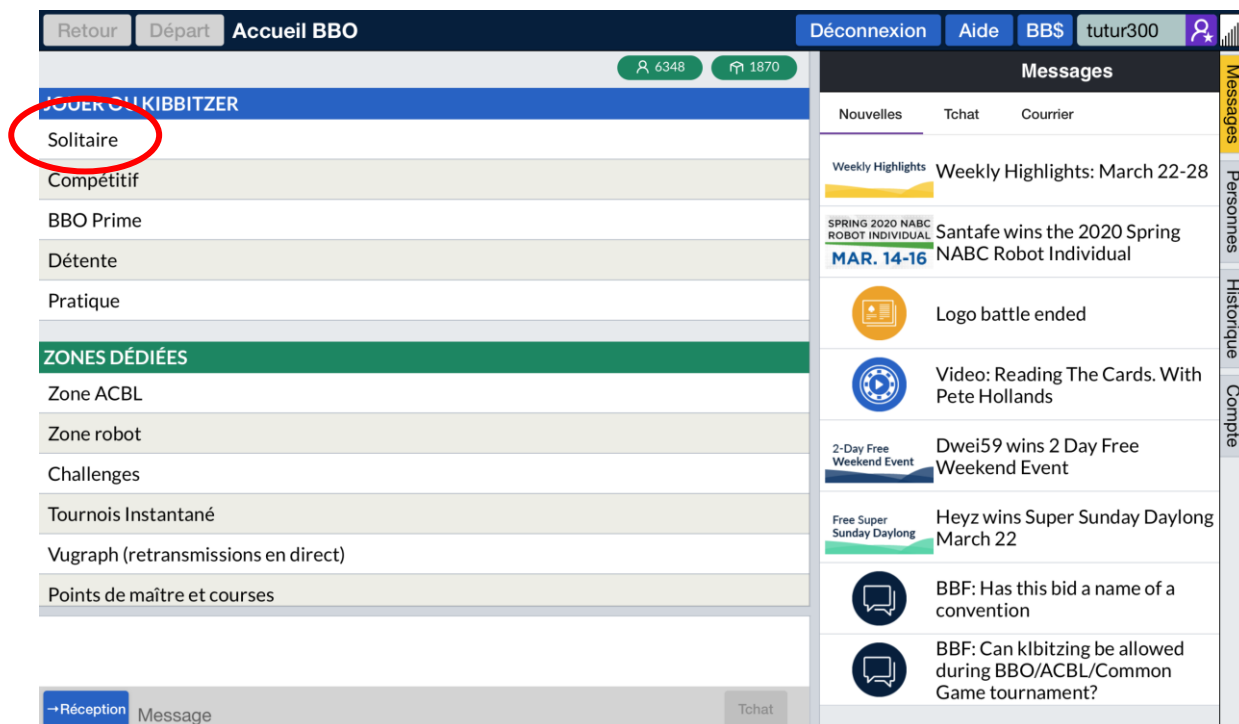 Retour Départ Accueil BBO Déconnexion Aide BB$ tutur300
6348 1870
JOUER OU KIBBITZER
Solitaire
Compétitif
BBO Prime
Détente
Pratique
ZONES DÉDIÉES
Zone ACBL
Zone robot
Challenges
Tournois Instantané
Vugraph (retransmissions en direct)
Points de maître et courses
→Réception Message Tchat
Messages
Nouvelles Tchat Courrier
Weekly Highlights
Weekly Highlights: March 22-28
SPRING 2020 NABC
ROBOT INDIVIDUAL
MAR. 14-16
Santafe wins the 2020 Spring
NABC Robot Individual
Logo battle ended
Video: Reading The Cards. With
Pete Hollands
2-Day Free
Weekend Event
Dwei59 wins 2 Day Free
Weekend Event
Free Super
Sunday Daylong
Heyz wins Super Sunday Daylong
March 22
BBF: Has this bid a name of a
convention
BBF: Can kIbitzing be allowed
during BBO/ACBL/Common
Game tournament?
Messages
Personnes
Historique
Compte